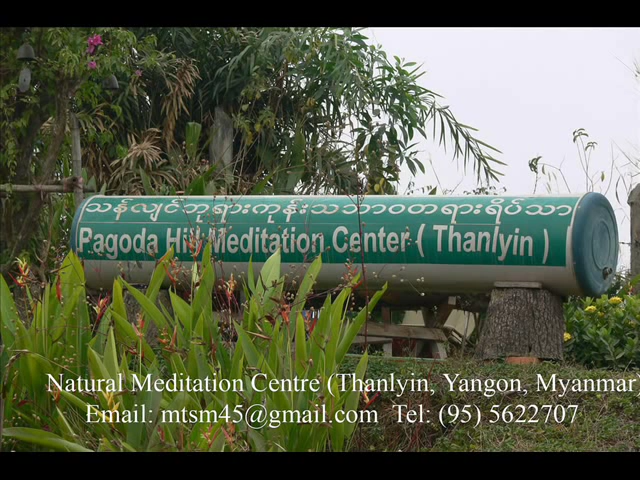 သန်လျင်ဘုရားကုန်းသဘာဝတရားရိပ်သာ
Pagoda Hill Meditation Center ( Thanlyin )
Natural Meditation Centre (Thanlyin, Yangon, Myanmar)
Email: mtsm45@gmail.com Tel: (95) 5622707